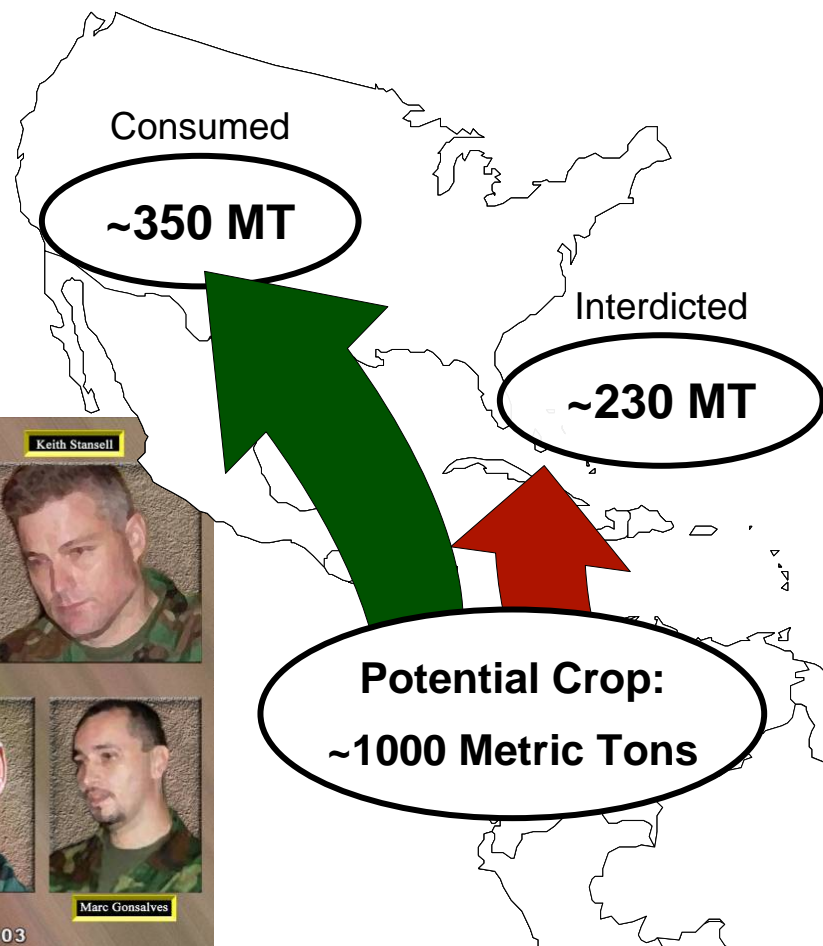 Consumed
~350 MT
Interdicted
~230 MT
Keith Stansell
Potential Crop:
~1000 Metric Tons
Marc Gonsalves
03